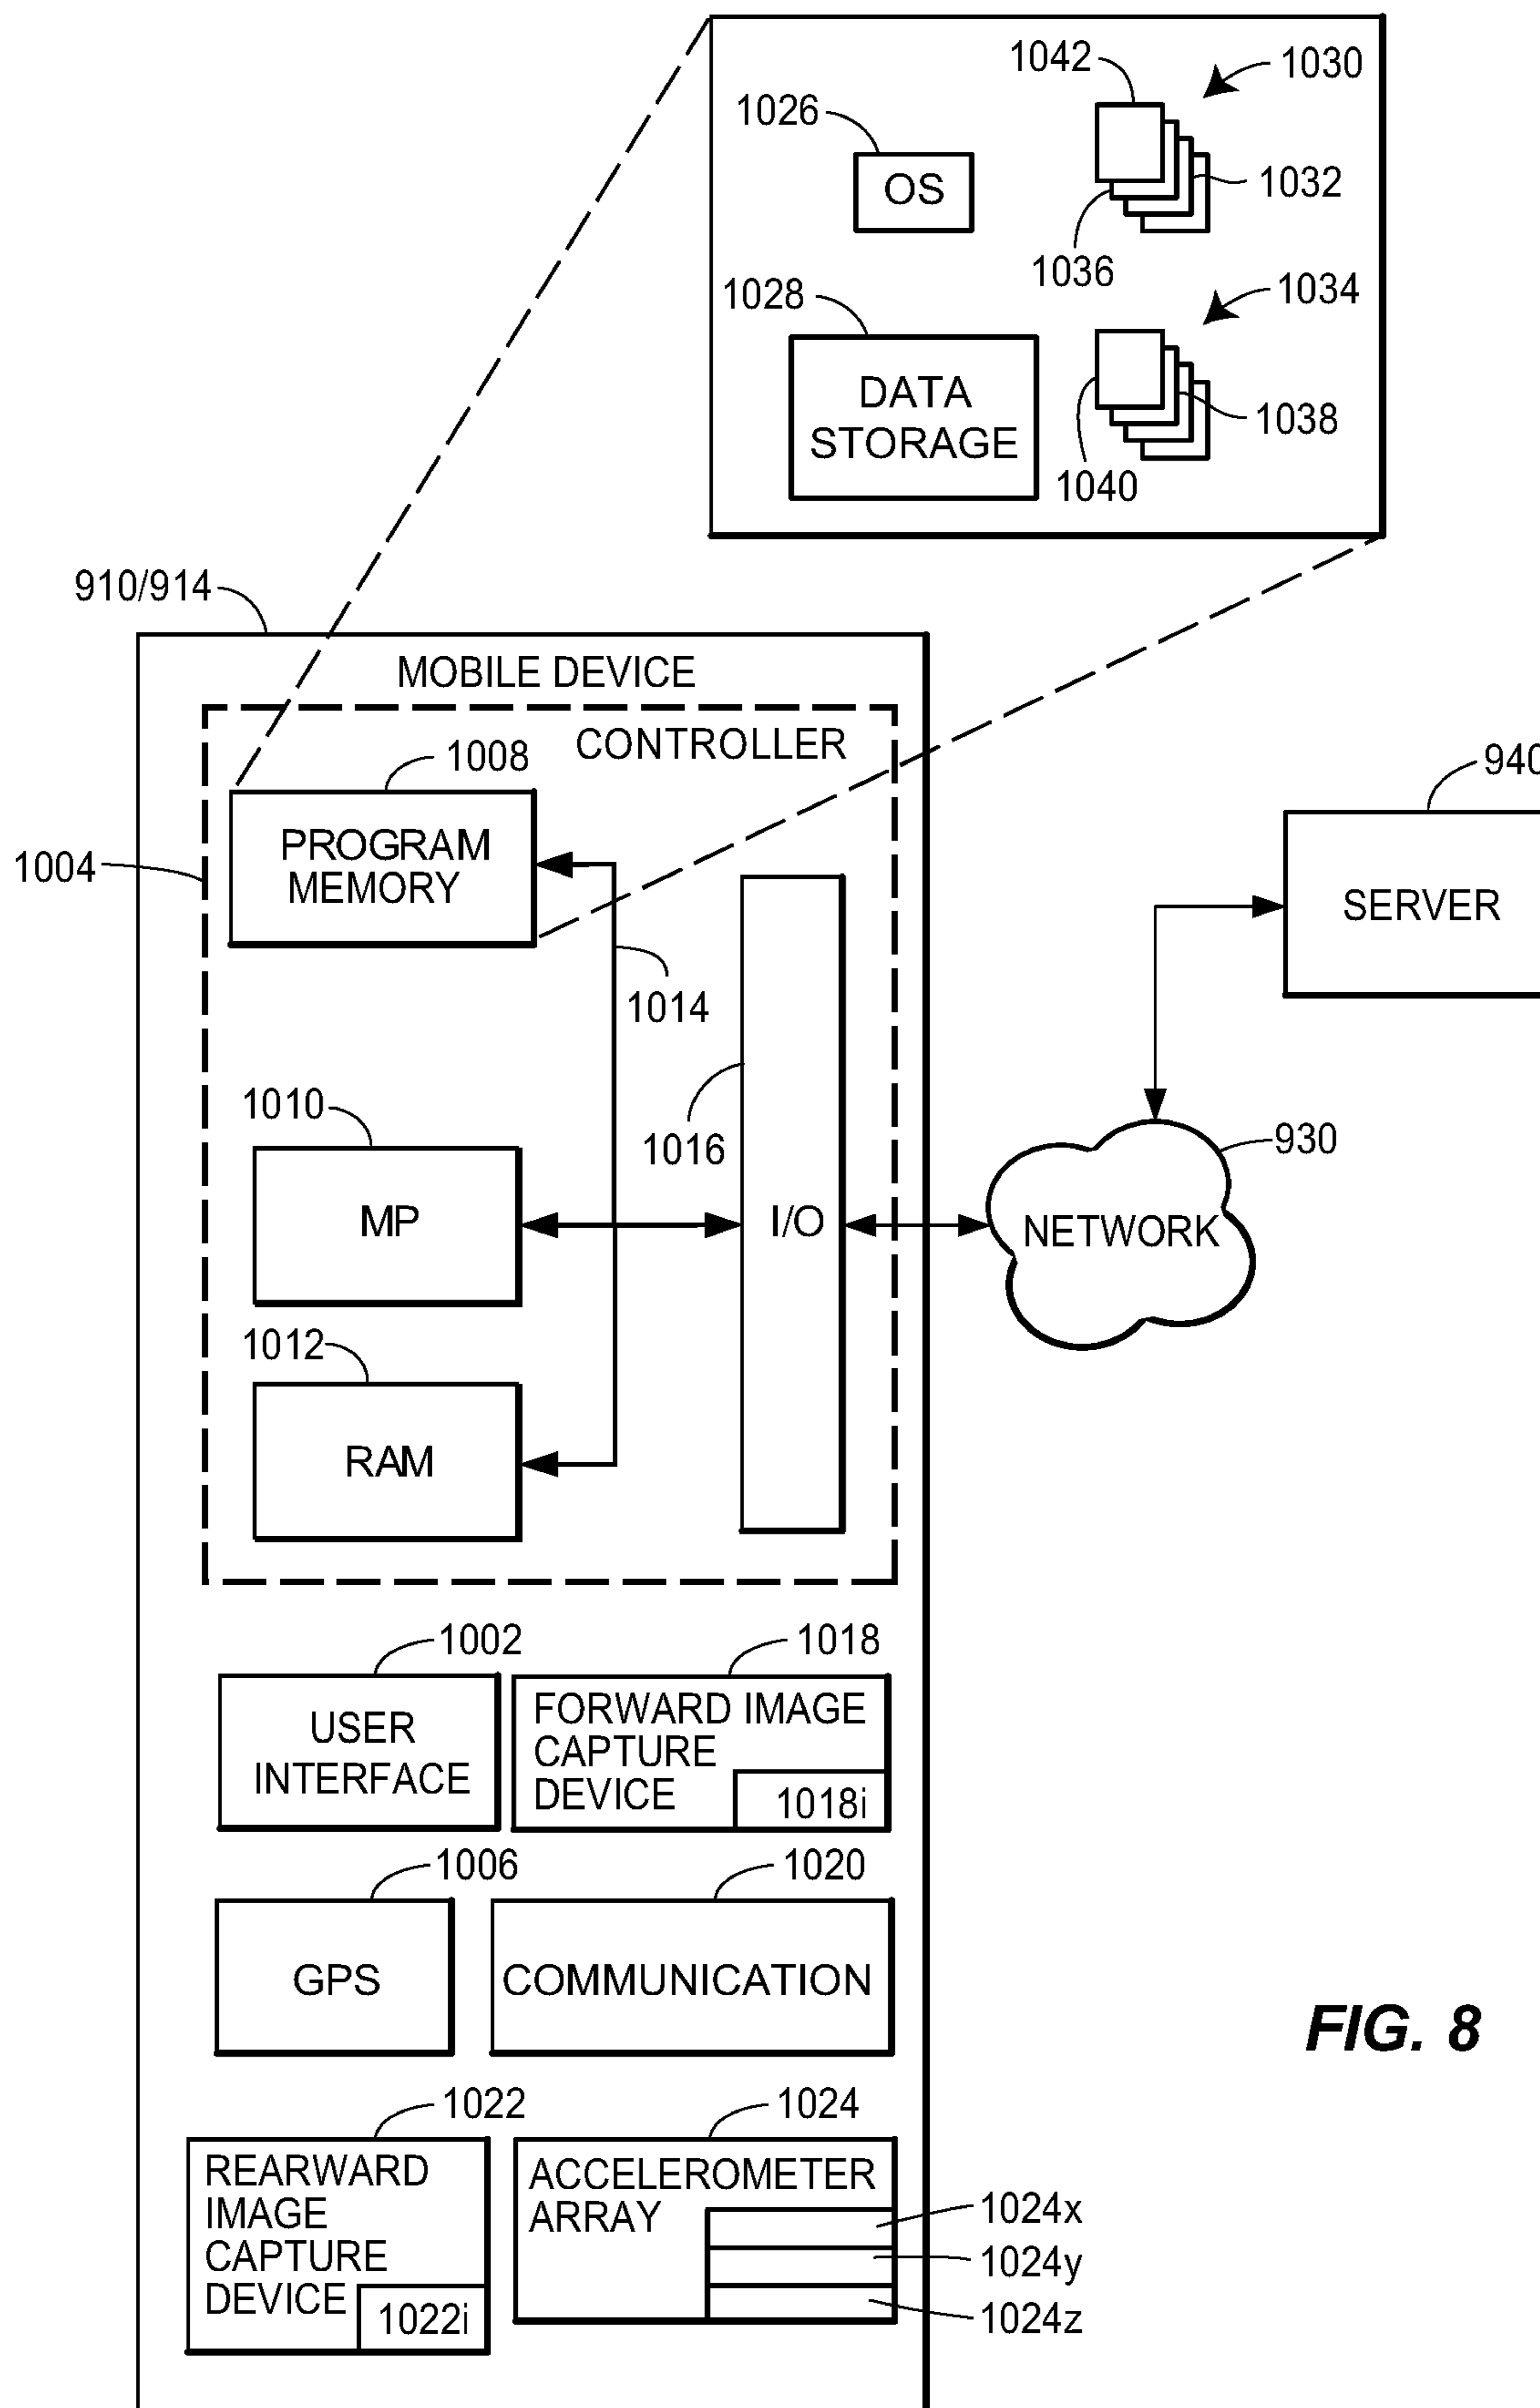 1042
1030
1026
OS
1032
1036
1028
1034
DATA
STORAGE
1038
1040
910/914
MOBILE DEVICE
CONTROLLER
1008
940
PROGRAM
MEMORY
1004
SERVER
1014
1010
1016
930
MP
I/O
NETWORK
1012
RAM
1002
1018
USER
INTERFACE
FORWARD IMAGE
CAPTURE
DEVICE
1018i
1006
1020
GPS
COMMUNICATION
FIG. 8
1022
1024
REARWARD
IMAGE
CAPTURE
DEVICE
1022i
ACCELEROMETER
ARRAY
1024x
1024y
1024z